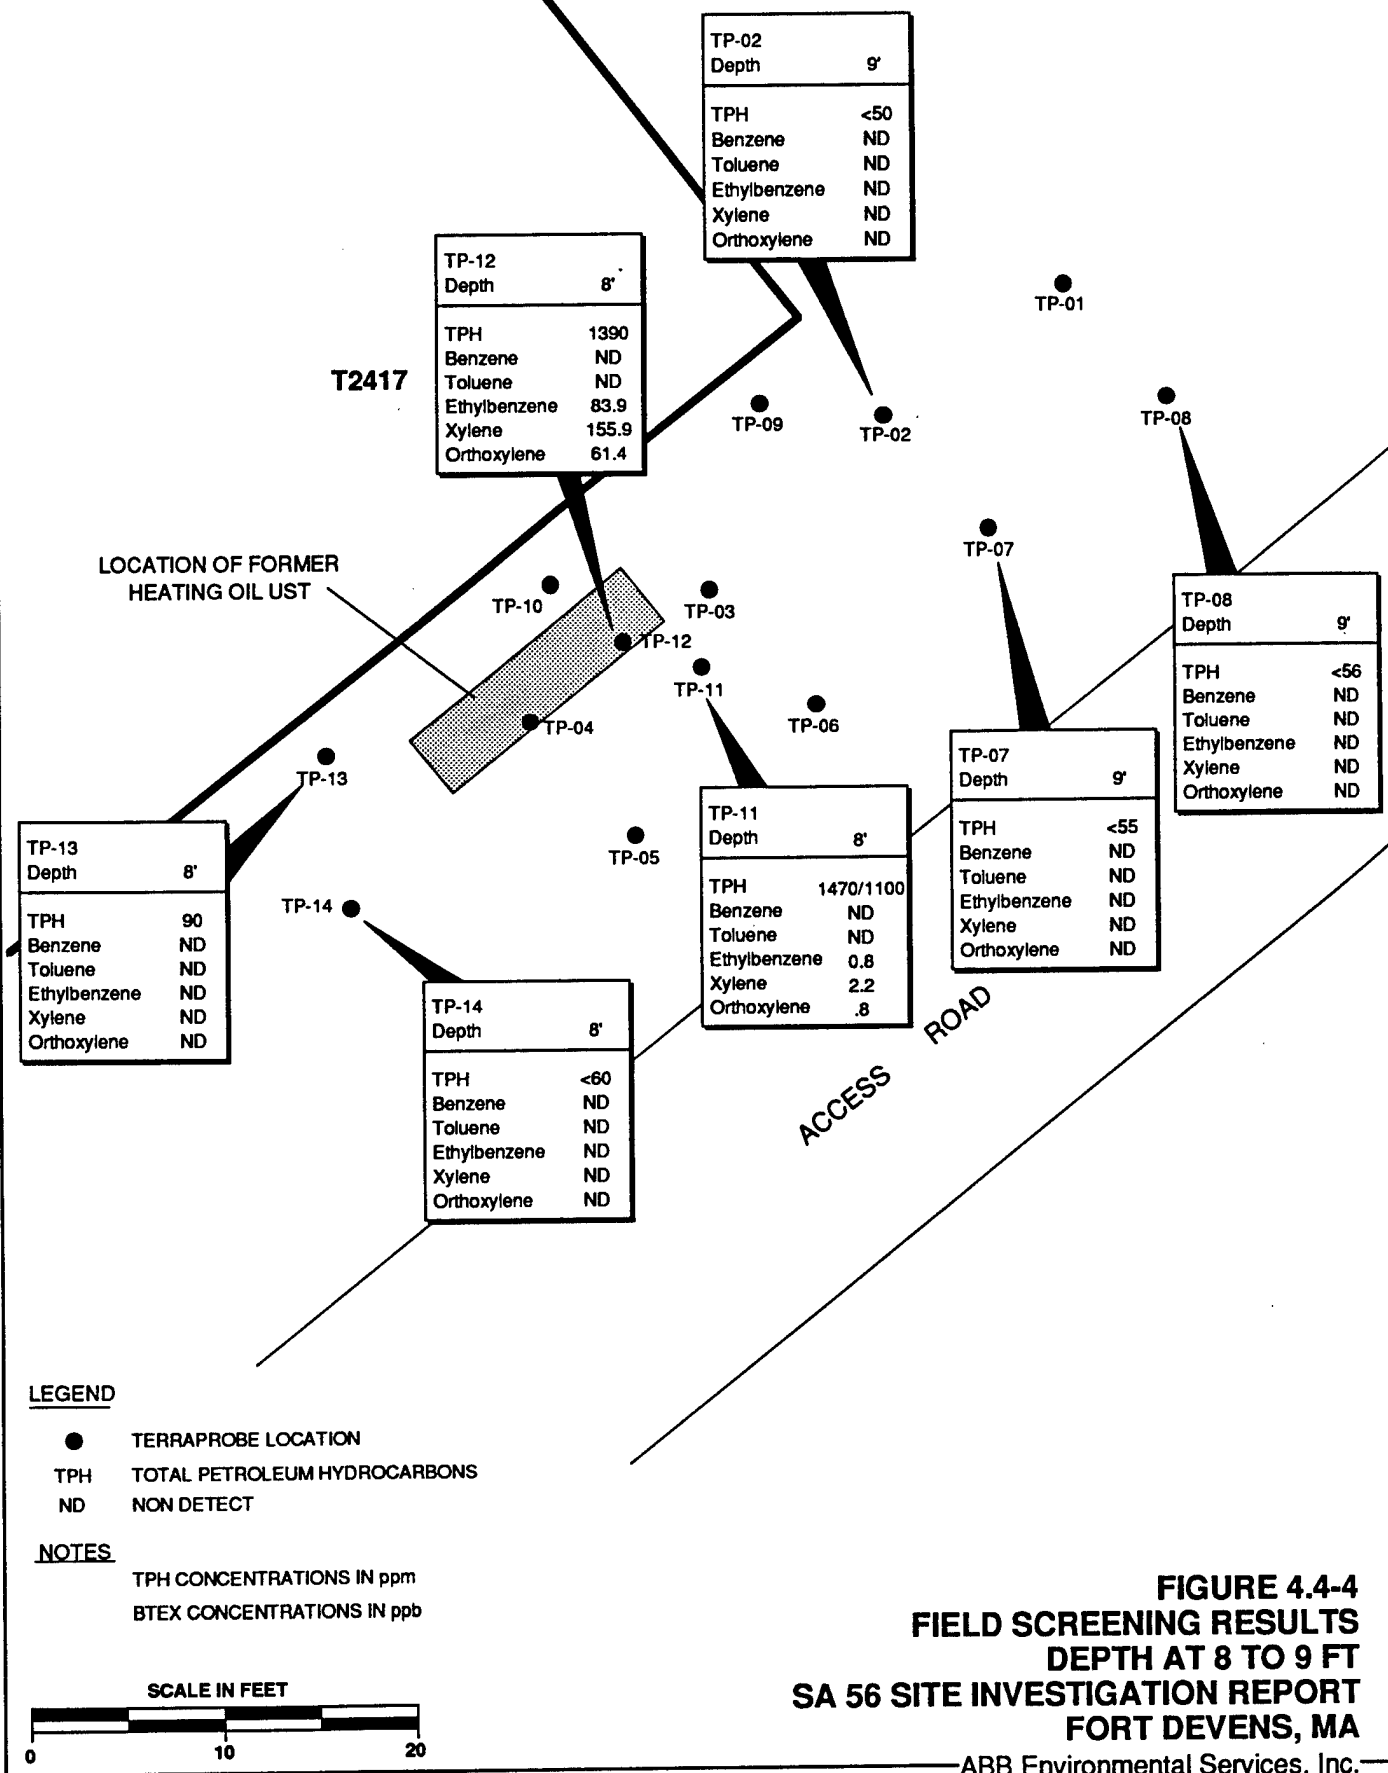 TP-02
Depth 9'
TPH <50
Benzene ND
Toluene ND
Ethylbenzene ND
Xylene ND
Orthoxylene ND
TP-12
Depth 8'
TPH 1390
Benzene ND
Toluene ND
Ethylbenzene 83.9
Xylene 155.9
Orthoxylene 61.4
T2417
TP-01
TP-09
TP-02
TP-08
TP-07
LOCATION OF FORMER
HEATING OIL UST
TP-10
TP-03
TP-12
TP-11
TP-06
TP-04
TP-13
TP-05
TP-14
TP-08
Depth 9'
TPH <56
Benzene ND
Toluene ND
Ethylbenzene ND
Xylene ND
Orthoxylene ND
TP-07
Depth 9'
TPH <55
Benzene ND
Toluene ND
Ethylbenzene ND
Xylene ND
Orthoxylene ND
TP-11
Depth 8'
TPH 1470/1100
Benzene ND
Toluene ND
Ethylbenzene 0.8
Xylene 2.2
Orthoxylene .8
TP-13
Depth 8'
TPH 90
Benzene ND
Toluene ND
Ethylbenzene ND
Xylene ND
Orthoxylene ND
TP-14
Depth 8'
TPH <60
Benzene ND
Toluene ND
Ethylbenzene ND
Xylene ND
Orthoxylene ND
ACCESS ROAD
LEGEND
TERRAPROBE LOCATION
TPH TOTAL PETROLEUM HYDROCARBONS
ND NON DETECT
NOTES
TPH CONCENTRATIONS IN ppm
BTEX CONCENTRATIONS IN ppb
SCALE IN FEET
0 10 20
FIGURE 4.4-4
FIELD SCREENING RESULTS
DEPTH AT 8 TO 9 FT
SA 56 SITE INVESTIGATION REPORT
FORT DEVENS, MA
ABB Environmental Services, Inc.